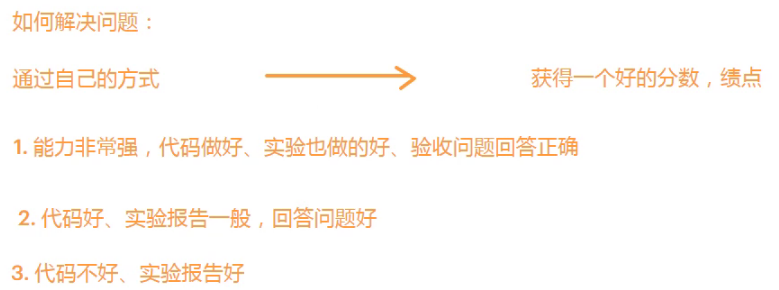 如何解决问题：
通过自己的方式 获得一个好的分数，绩点
1. 能力非常强，代码做好、实验也做的好、验收问题回答正确
2. 代码好、实验报告一般，回答问题好
3. 代码不好、实验报告好